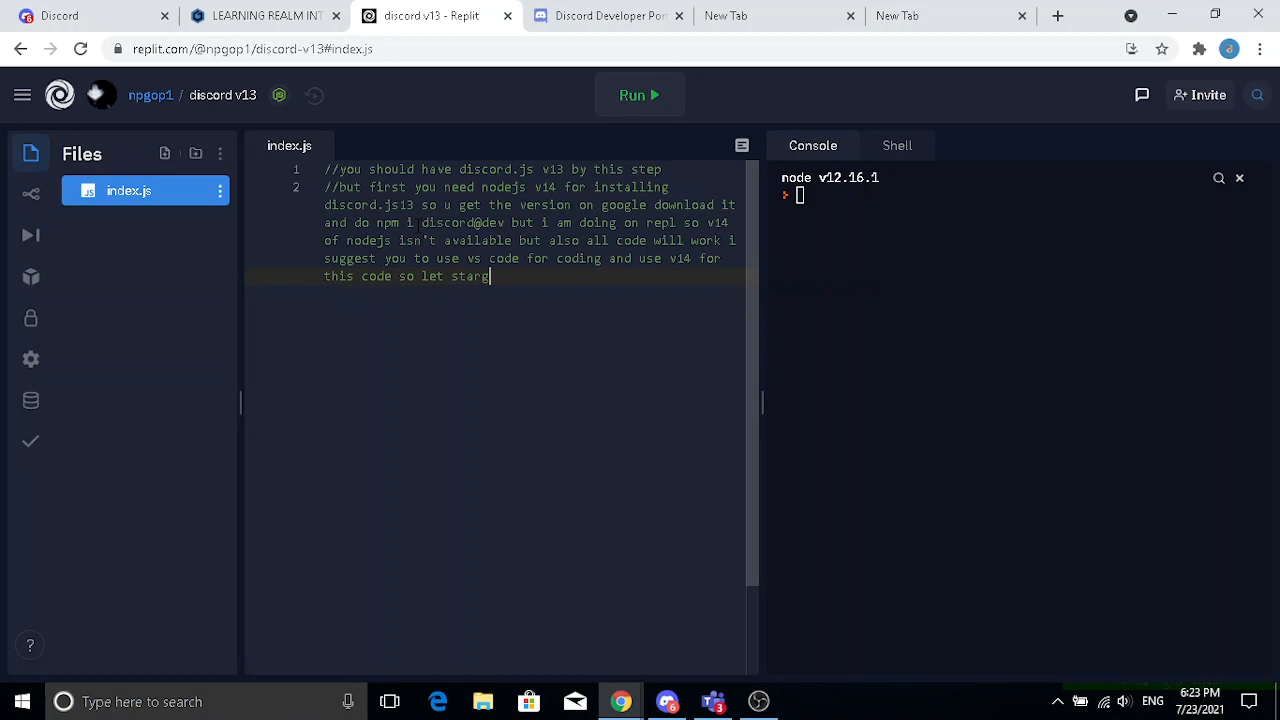 Discord
LEARNING REALM INT
discord v13 - Replit
Discord Developer Por
New Tab
New Tab
replit.com/@npgop1/discord-v13#index.js
npgop1 / discord v13
Run
Invite
Files
index.js
index.js
Console
Shell
1 //you should have discord.js v13 by this step
2 //but first you need nodejs v14 for installing
discord.js13 so u get the version on google download it
and do npm i discord@dev but i am doing on repl so v14
of nodejs isn't available but also all code will work i
suggest you to use vs code for coding and use v14 for
this code so let starg
node v12.16.1
?
Type here to search
ENG
6:23 PM
7/23/2021